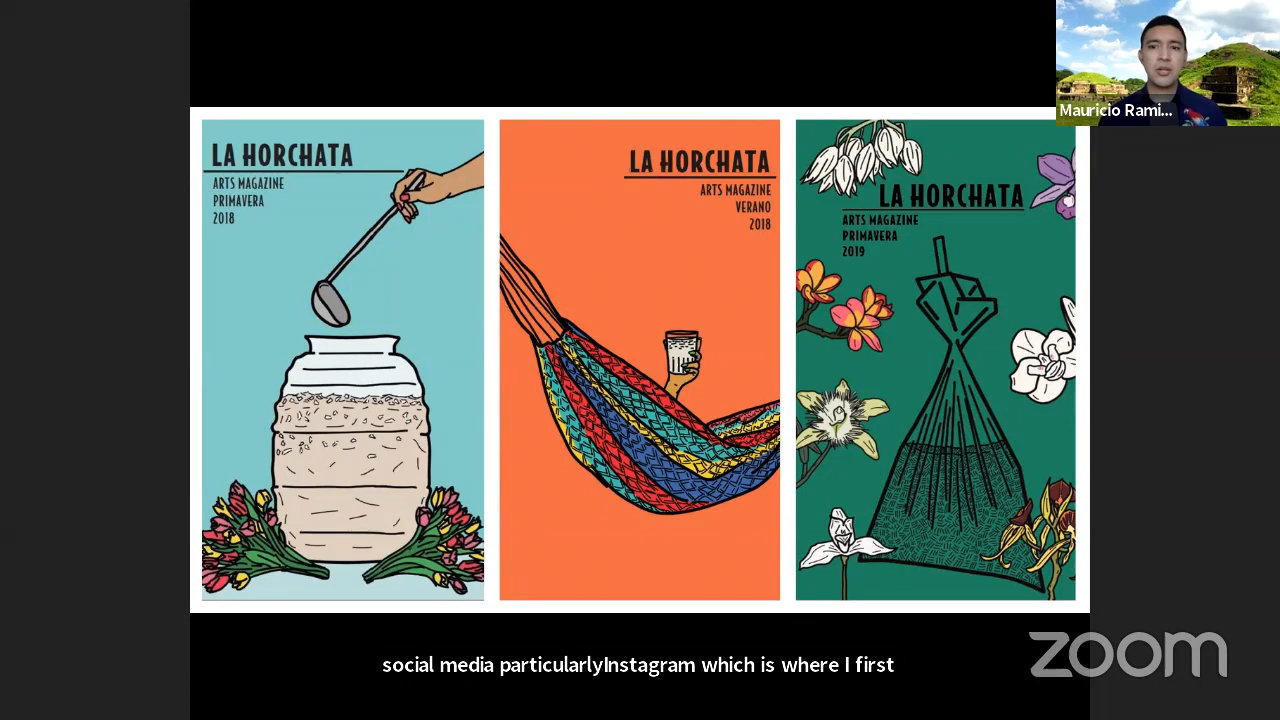 Mauricio Rami...
LA HORCHATA
ARTS MAGAZINE
PRIMAVERA
2018
LA HORCHATA
ARTS MAGAZINE
VERANO
2018
LA HORCHATA
ARTS MAGAZINE
PRIMAVERA
2019
social media particularlyInstagram which is where I first
zoom